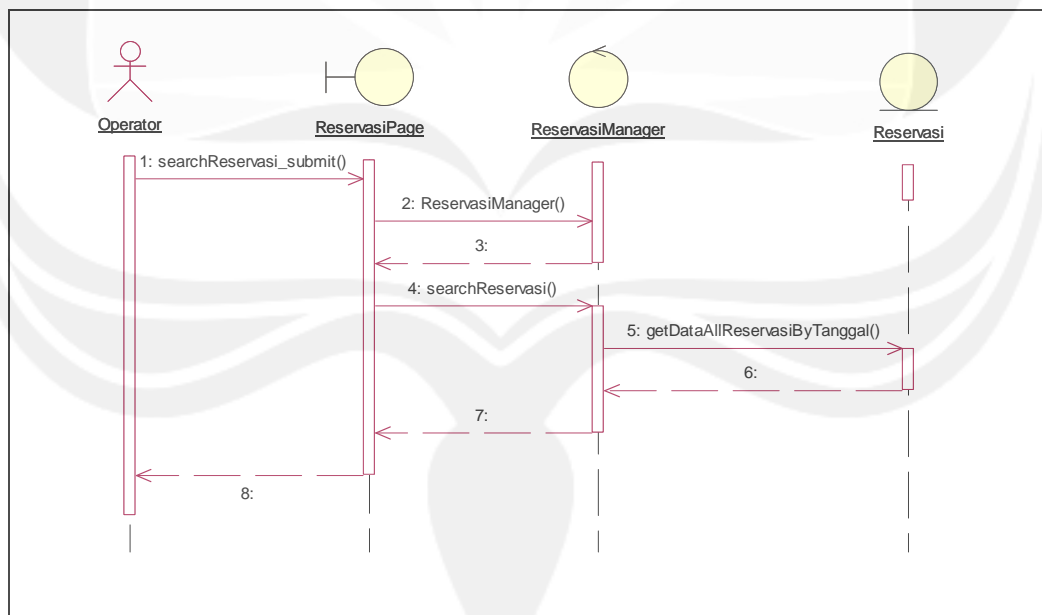 Operator
ReservasiPage
ReservasiManager
Reservasi
1: searchReservasi_submit()
2: ReservasiManager()
3:
4: searchReservasi()
5: getDataAllReservasiByTanggal()
6:
7:
8: